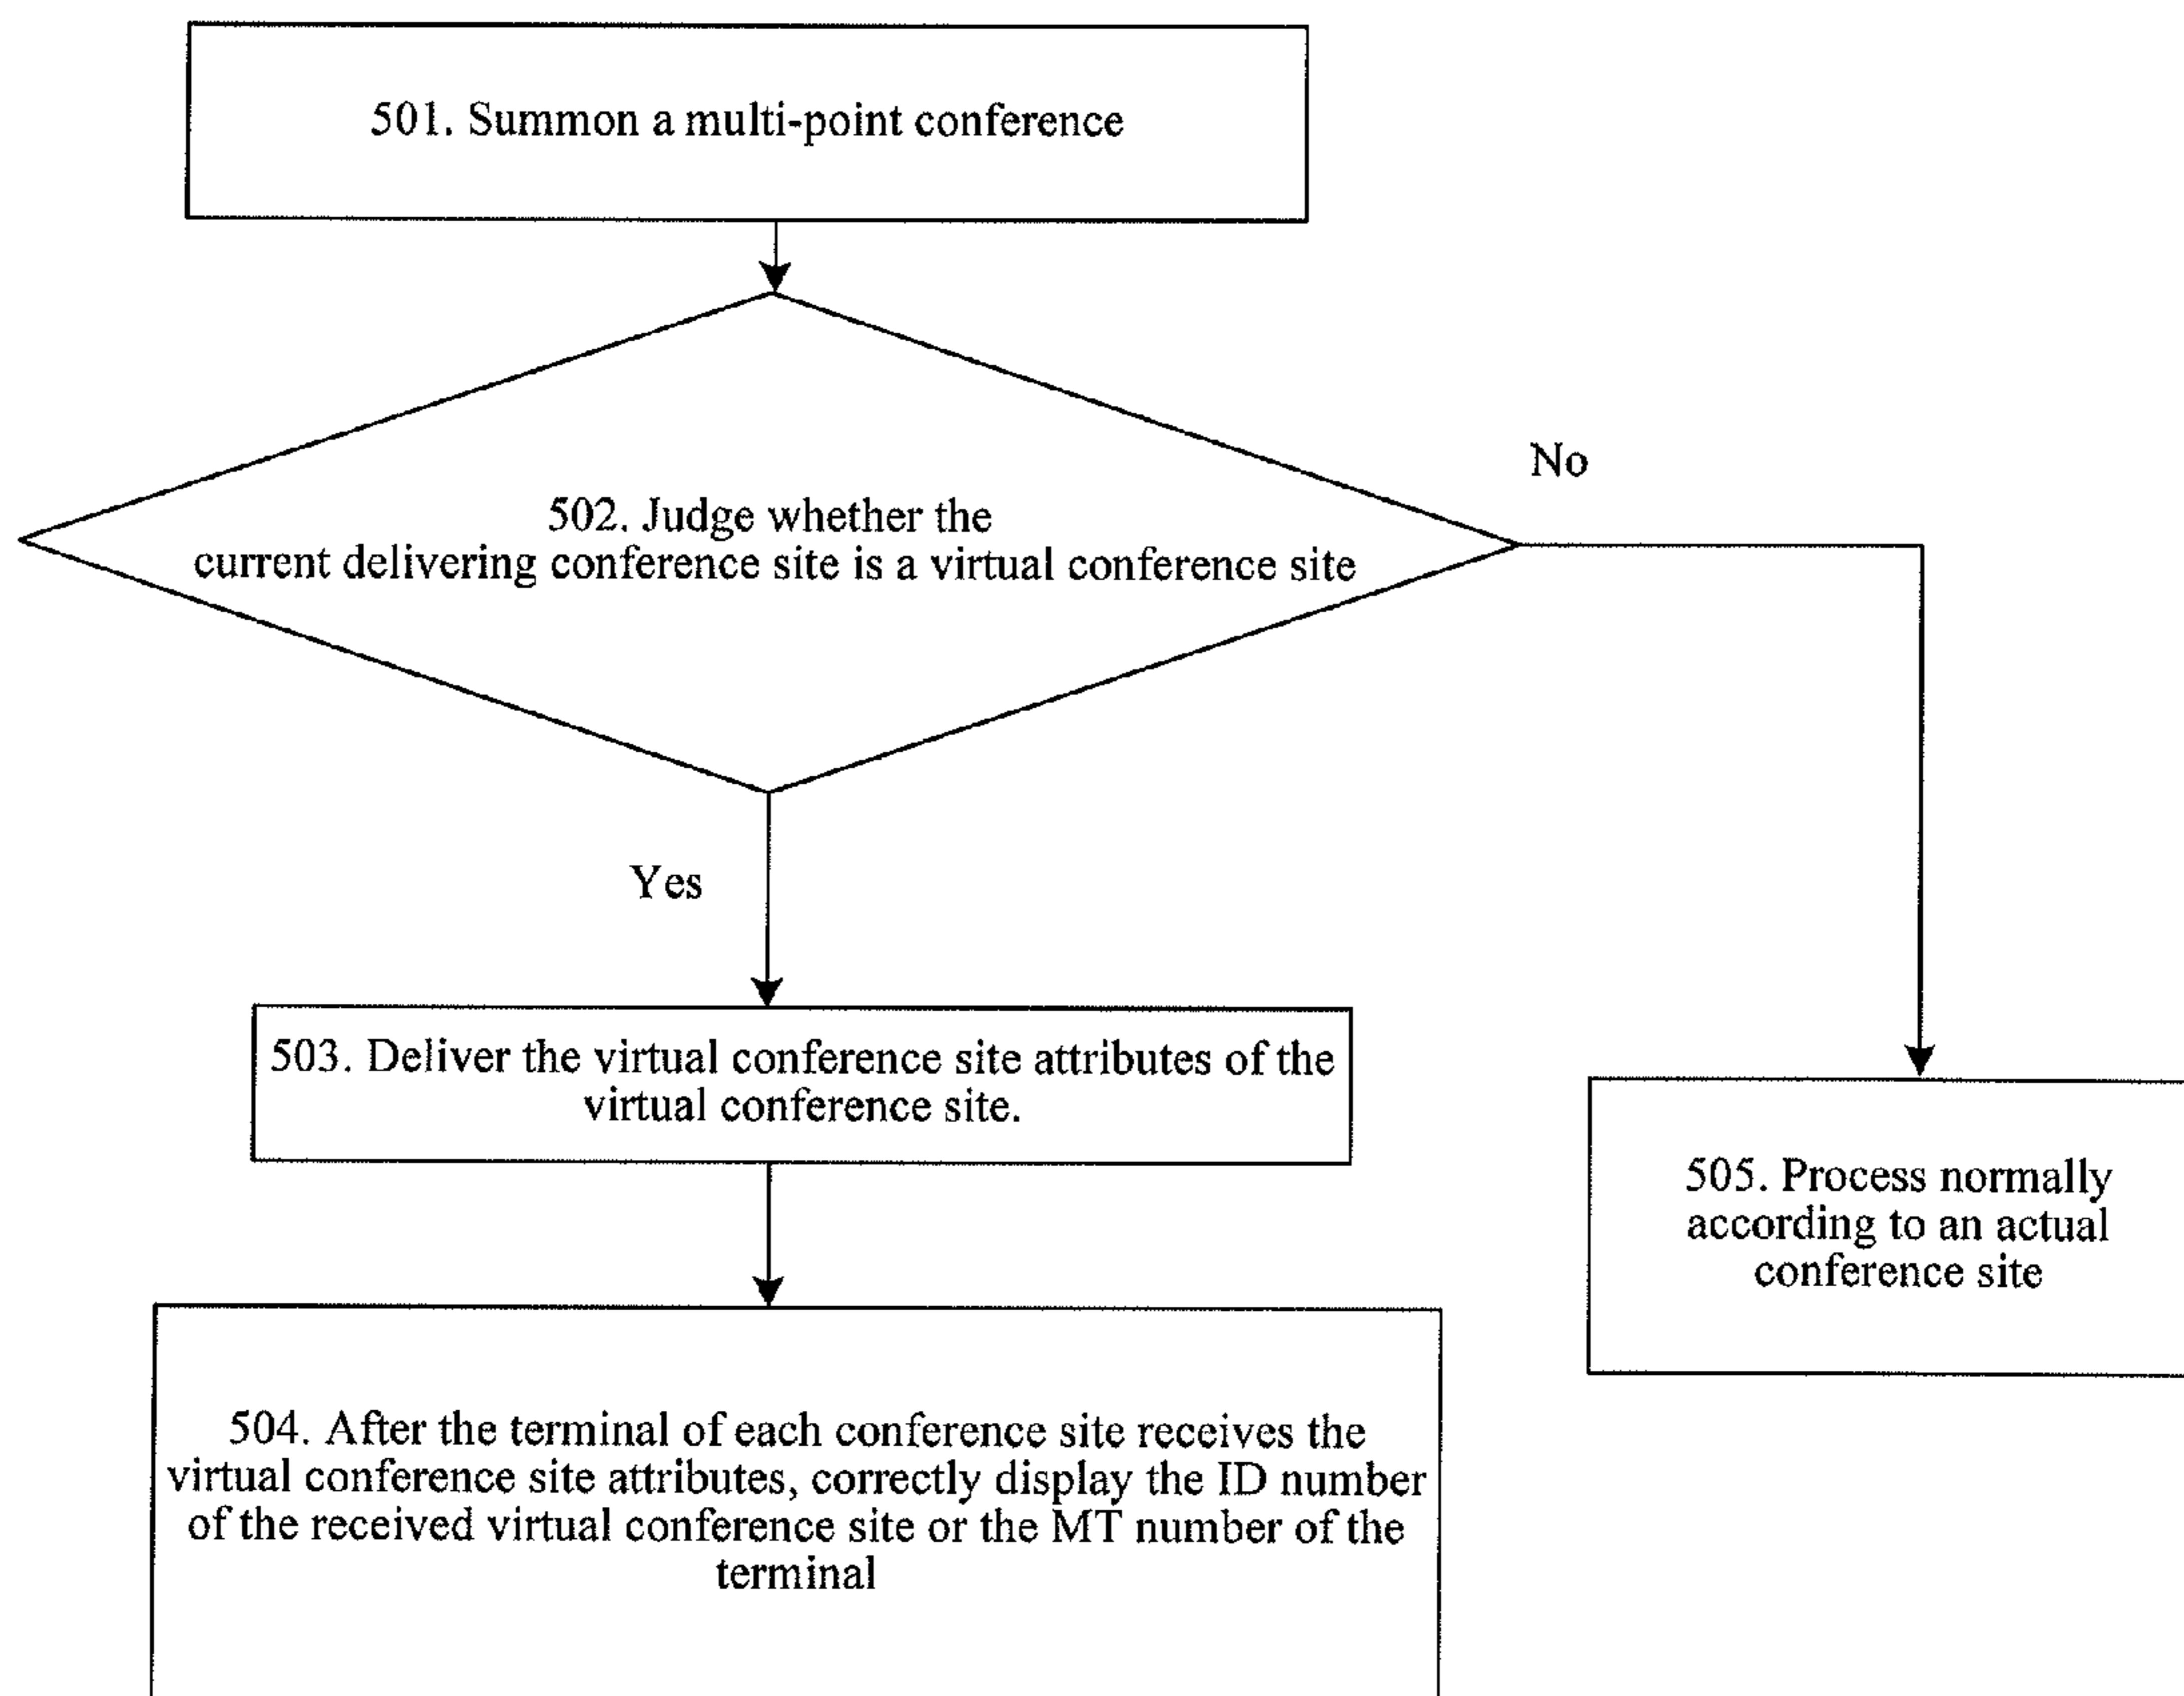 501. Summon a multi-point conference
502. Judge whether the
current delivering conference site is a virtual conference site
No
Yes
503. Deliver the virtual conference site attributes of the
virtual conference site.
505. Process normally
according to an actual
conference site
504. After the terminal of each conference site receives the
virtual conference site attributes, correctly display the ID number
of the received virtual conference site or the MT number of the
terminal